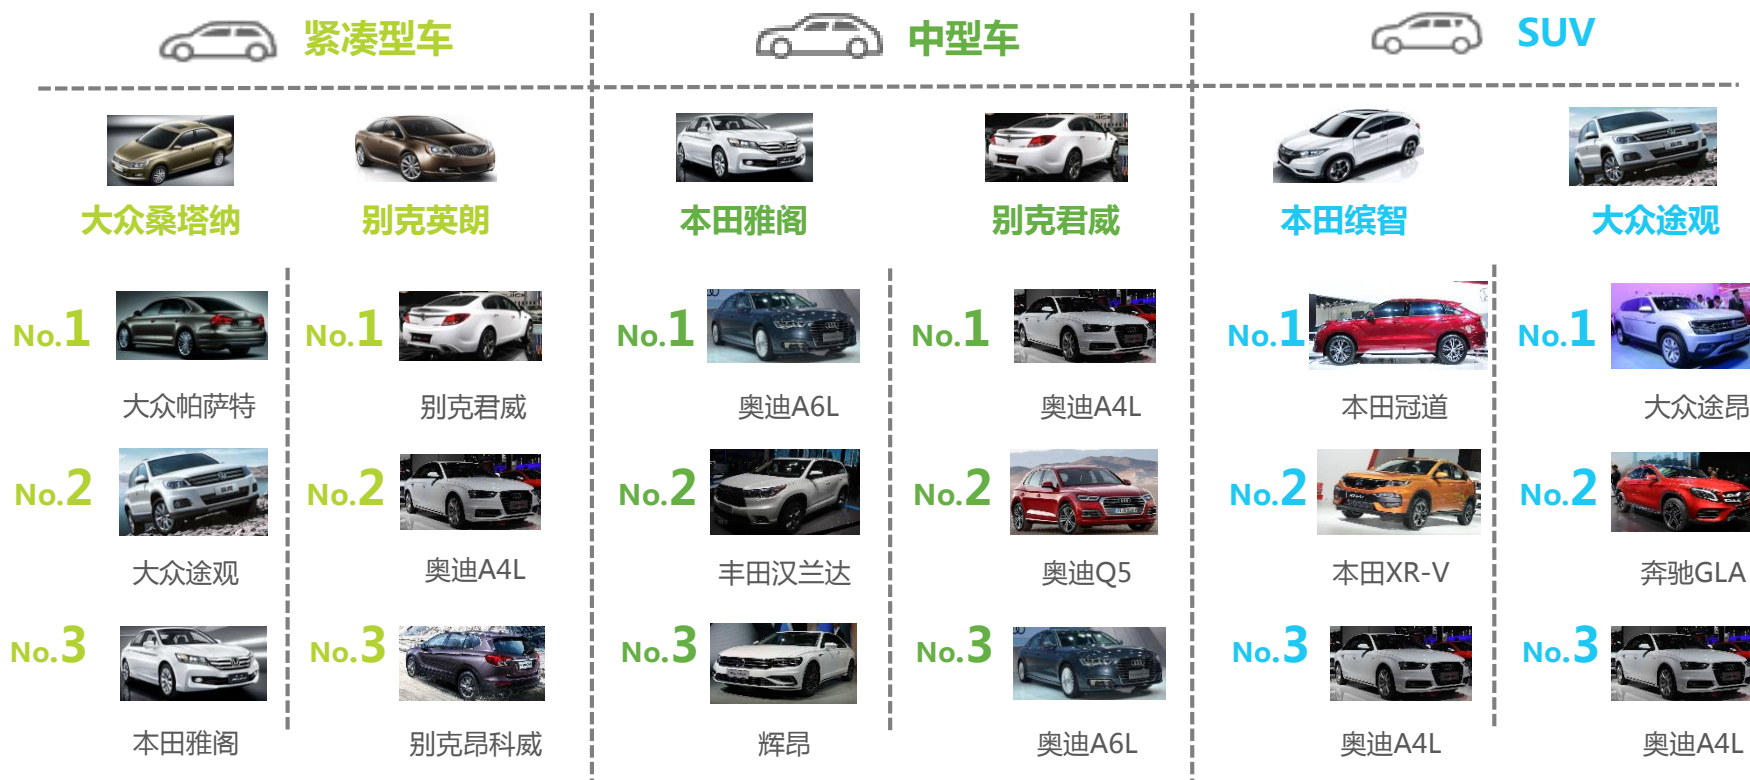 紧凑型车
中型车
SUV
大众桑塔纳
别克英朗
本田雅阁
别克君威
本田缤智
大众途观
No.1
No.1
No.1
No.1
No.1
No.1
大众帕萨特
别克君威
奥迪A6L
奥迪A4L
本田冠道
大众途昂
No.2
No.2
No.2
No.2
No.2
No.2
大众途观
奥迪A4L
丰田汉兰达
奥迪Q5
本田XR-V
奔驰GLA
No.3
No.3
No.3
No.3
No.3
No.3
本田雅阁
别克昂科威
辉昂
奥迪A6L
奥迪A4L
奥迪A4L